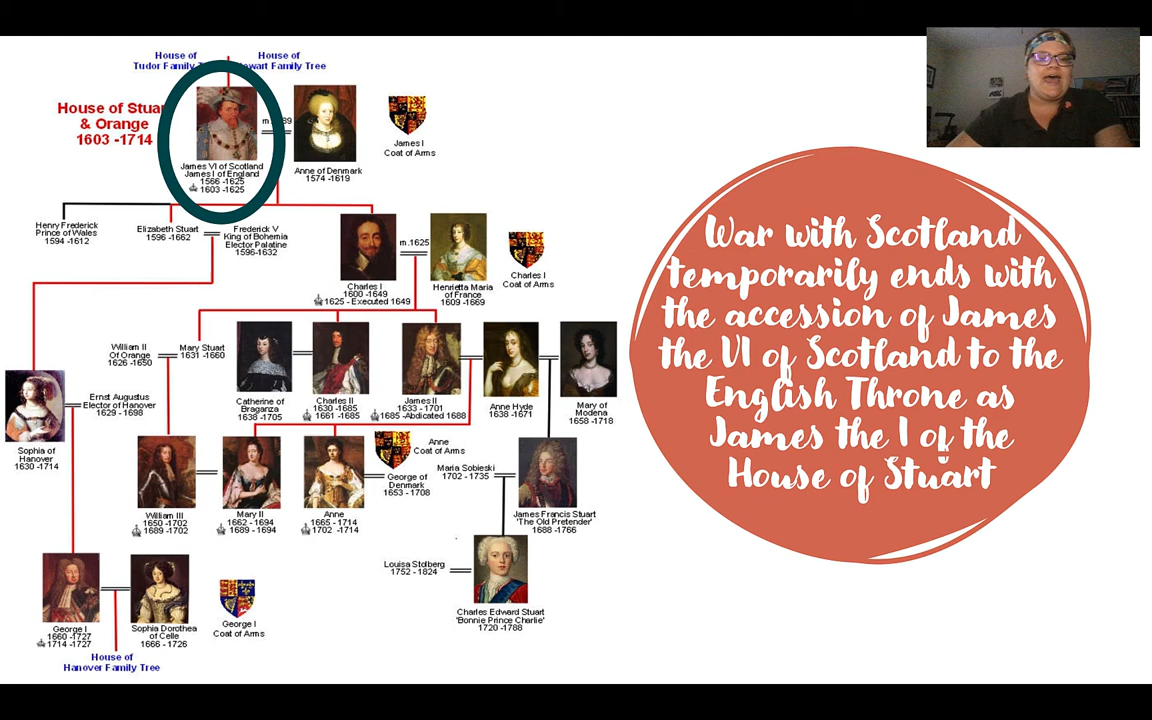 House of
Tudor Family T
House of
ewart Family Tree
House of Stuar
& Orange
1603 -1714
James VI of Scotland
James I of England
1566 -1625
1603 -1625
Anne of Denmark
1574 -1619
James I
Coat of Arms
Henry Frederick
Prince of Wales
1594 -1612
Elizabeth Stuart
1596 -1662
Frederick V
King of Bohemia
Elector Palatine
1596-1632
m.1625
Charles I
1600 -1649
1625 - Executed 1649
Henrietta Maria
of France
1609 -1669
Charles I
Coat of Arms
William II
Of Orange
1626 -1650
Mary Stuart
1631 -1660
Catherine of
Braganza
1638 -1705
Charles II
1630 -1685
1661 -1685
James II
1633 - 1701
1685 -Abdicated 1688
Anne Hyde
1638 -1671
Mary of
Modena
1658 -1718
Sophia of
Hanover
1630 -1714
Ernst Augustus
Elector of Hanover
1629 - 1698
William III
1650 -1702
1689 -1702
Mary II
1662 - 1694
1689 - 1694
Anne
1665 - 1714
1702 -1714
Anne
Coat of Arms
George of
Denmark
1653 - 1708
Maria Sobieski
1702 - 1735
James Francis Stuart
'The Old Pretender'
1688 -1766
Louisa Stolberg
1752 - 1824
Charles Edward Stuart
'Bonnie Prince Charlie'
1720 -1788
George I
1660 -1727
1714 -1727
Sophia Dorothea
of Celle
1666 - 1726
George I
Coat of Arms
House of
Hanover Family Tree
War with Scotland
temporarily ends with
the accession of James
the VI of Scotland to the
English Throne as
James the I of the
House of Stuart